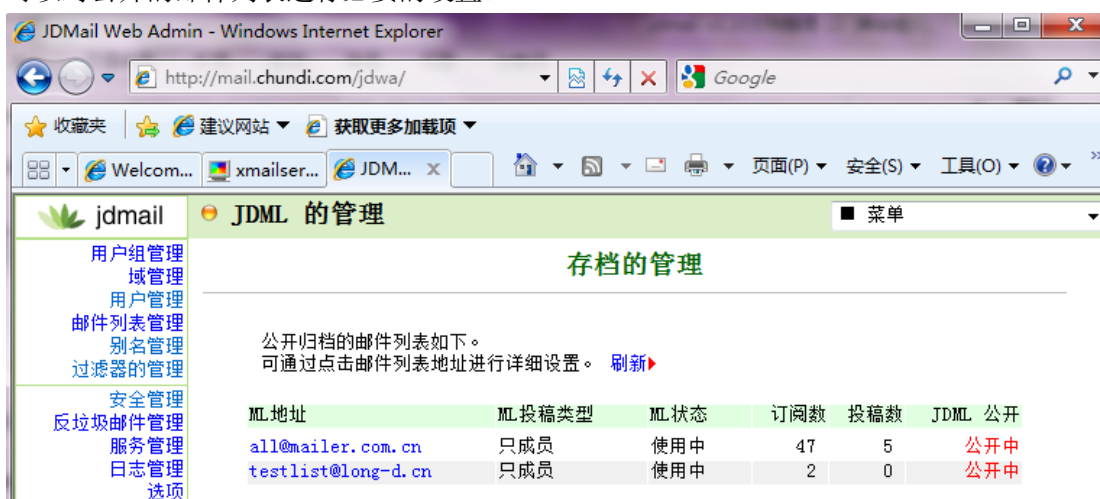 JDMail Web Admin - Windows Internet Explorer
http://mail.chundi.com/jdwa/
Google
收藏夹 建议网站 获取更多加载项
Welcom... xmailser... JDM... X 页面(P) 安全(S) 工具(O)
jdmail JDML 的管理 ■ 菜单
用户组管理
域管理
用户管理
邮件列表管理
别名管理
过滤器的管理
安全管理
反垃圾邮件管理
服务管理
日志管理
选项
存档的管理
公开归档的邮件列表如下。
可通过点击邮件列表地址进行详细设置。 刷新
ML地址 ML投稿类型 ML状态 订阅数 投稿数 JDML 公开
all@mailer.com.cn 只成员 使用中 47 5 公开中
testlist@long-d.cn 只成员 使用中 2 0 公开中